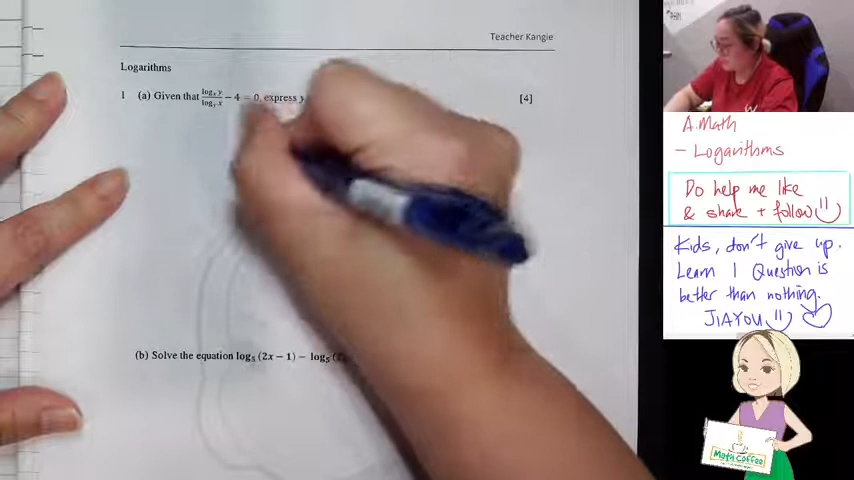 Teacher Kangie
Logarithms
1 (a) Given that log_x y / log_y x − 4 = 0, express y [4]
(b) Solve the equation log₅ (2x − 1) − log₅
A.Math
- Logarithms
Do help me like
& share + follow
Kids, don't give up.
Learn 1 Question is
better than nothing.
JIAYOU
Math Coffee